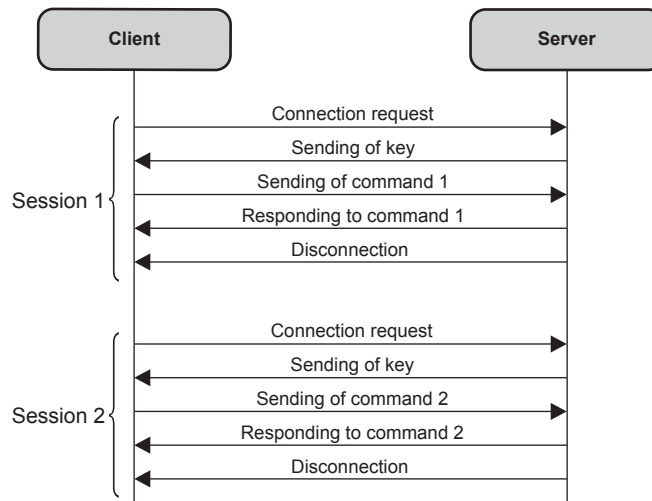 Client
Server
Session 1
Connection request
Sending of key
Sending of command 1
Responding to command 1
Disconnection
Session 2
Connection request
Sending of key
Sending of command 2
Responding to command 2
Disconnection